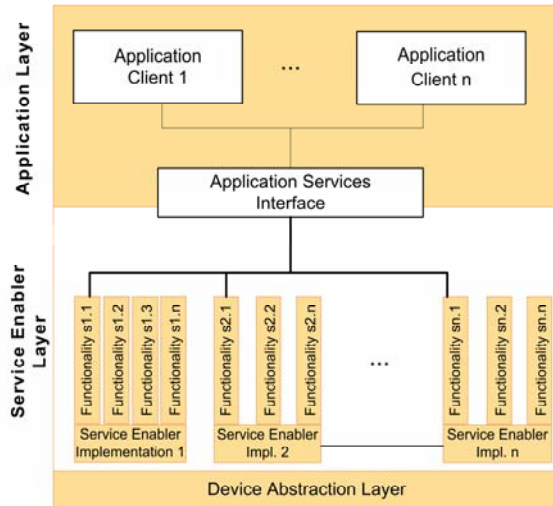 Application Layer
Application
Client 1
...
Application
Client n
Application Services
Interface
Service Enabler
Layer
Functionality s1.1
Functionality s1.2
Functionality s1.3
Functionality s1.n
Service Enabler
Implementation 1
Functionality s2.1
Functionality s2.2
Functionality s2.n
Service Enabler
Impl. 2
...
Functionality sn.1
Functionality sn.2
Functionality sn.n
Service Enabler
Impl. n
Device Abstraction Layer